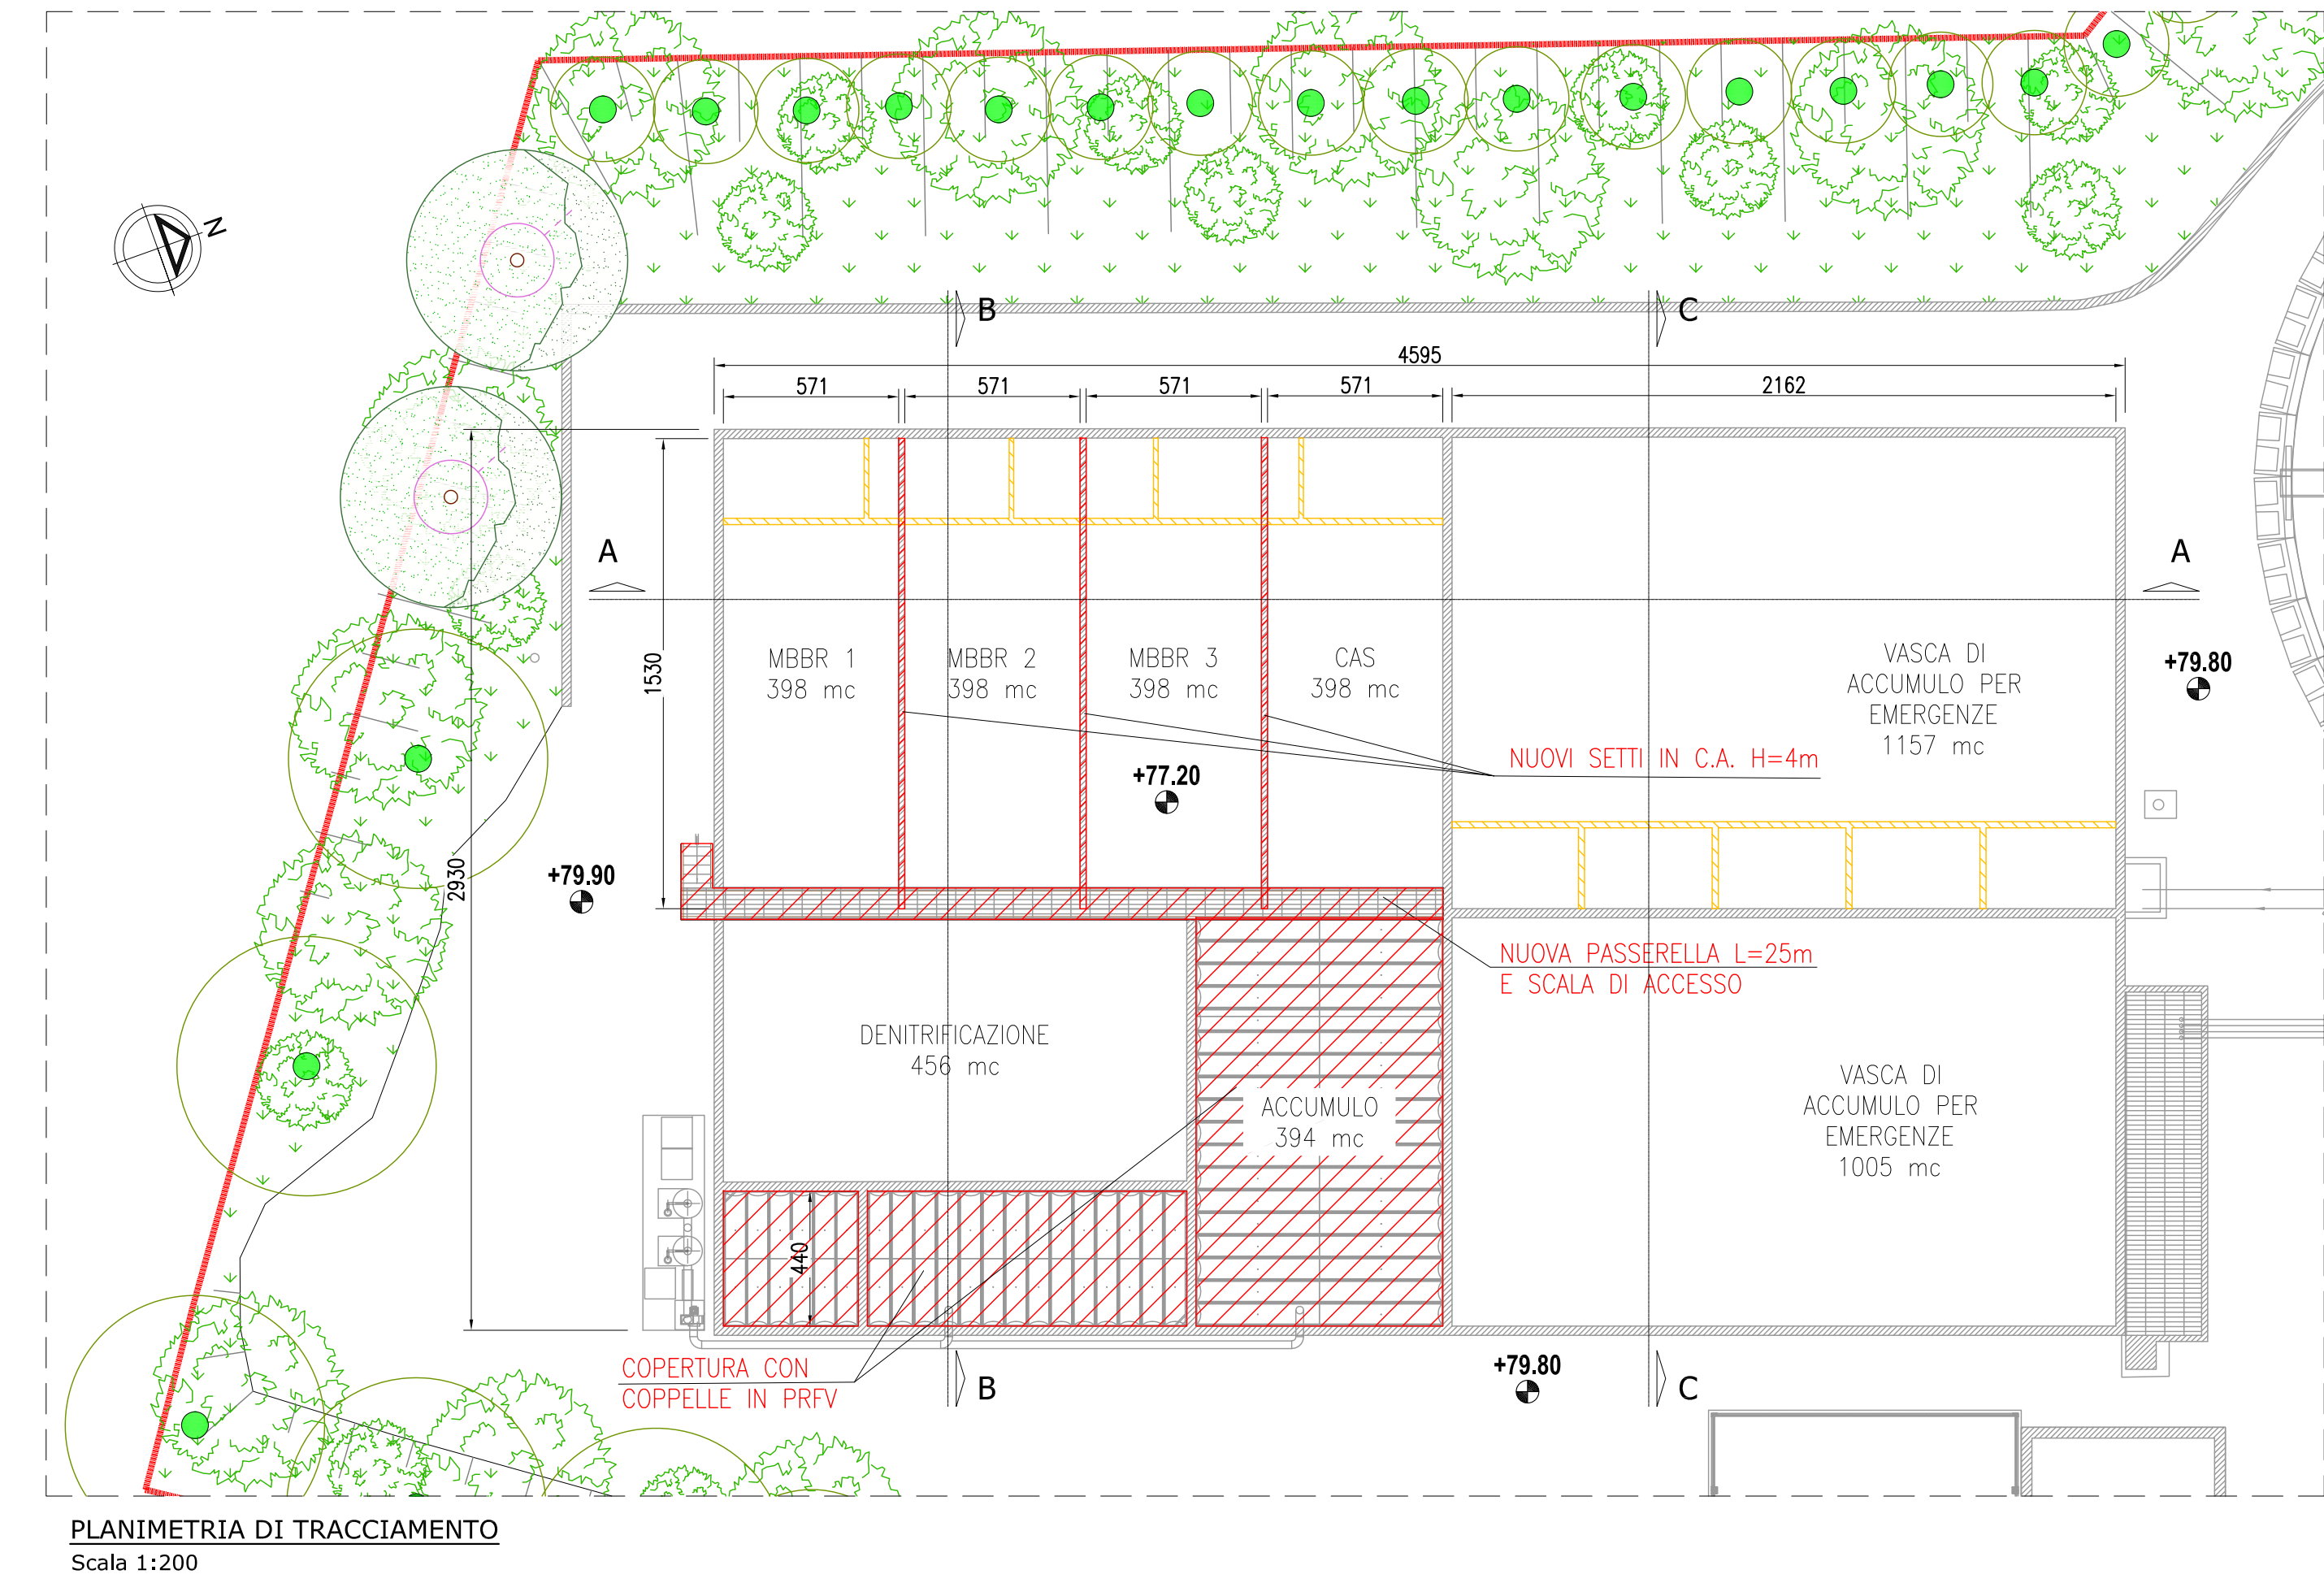 N
B
C
4595
571
571
571
571
2162
A
A
1530
MBBR 1
398 mc
MBBR 2
398 mc
MBBR 3
398 mc
CAS
398 mc
VASCA DI
ACCUMULO PER
EMERGENZE
1157 mc
+79.80
NUOVI SETTI IN C.A. H=4m
+77.20
2930
+79.90
NUOVA PASSERELLA L=25m
E SCALA DI ACCESSO
DENITRIFICAZIONE
456 mc
ACCUMULO
394 mc
VASCA DI
ACCUMULO PER
EMERGENZE
1005 mc
440
COPERTURA CON
COPPELLE IN PRFV
B
+79.80
C
PLANIMETRIA DI TRACCIAMENTO
Scala 1:200